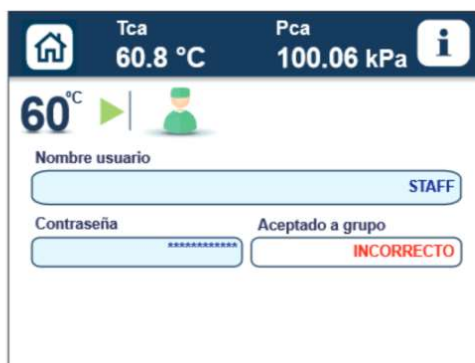 Tca Pca
60.8 °C 100.06 kPa i
60°C
Nombre usuario
STAFF
Contraseña Aceptado a grupo
************ INCORRECTO